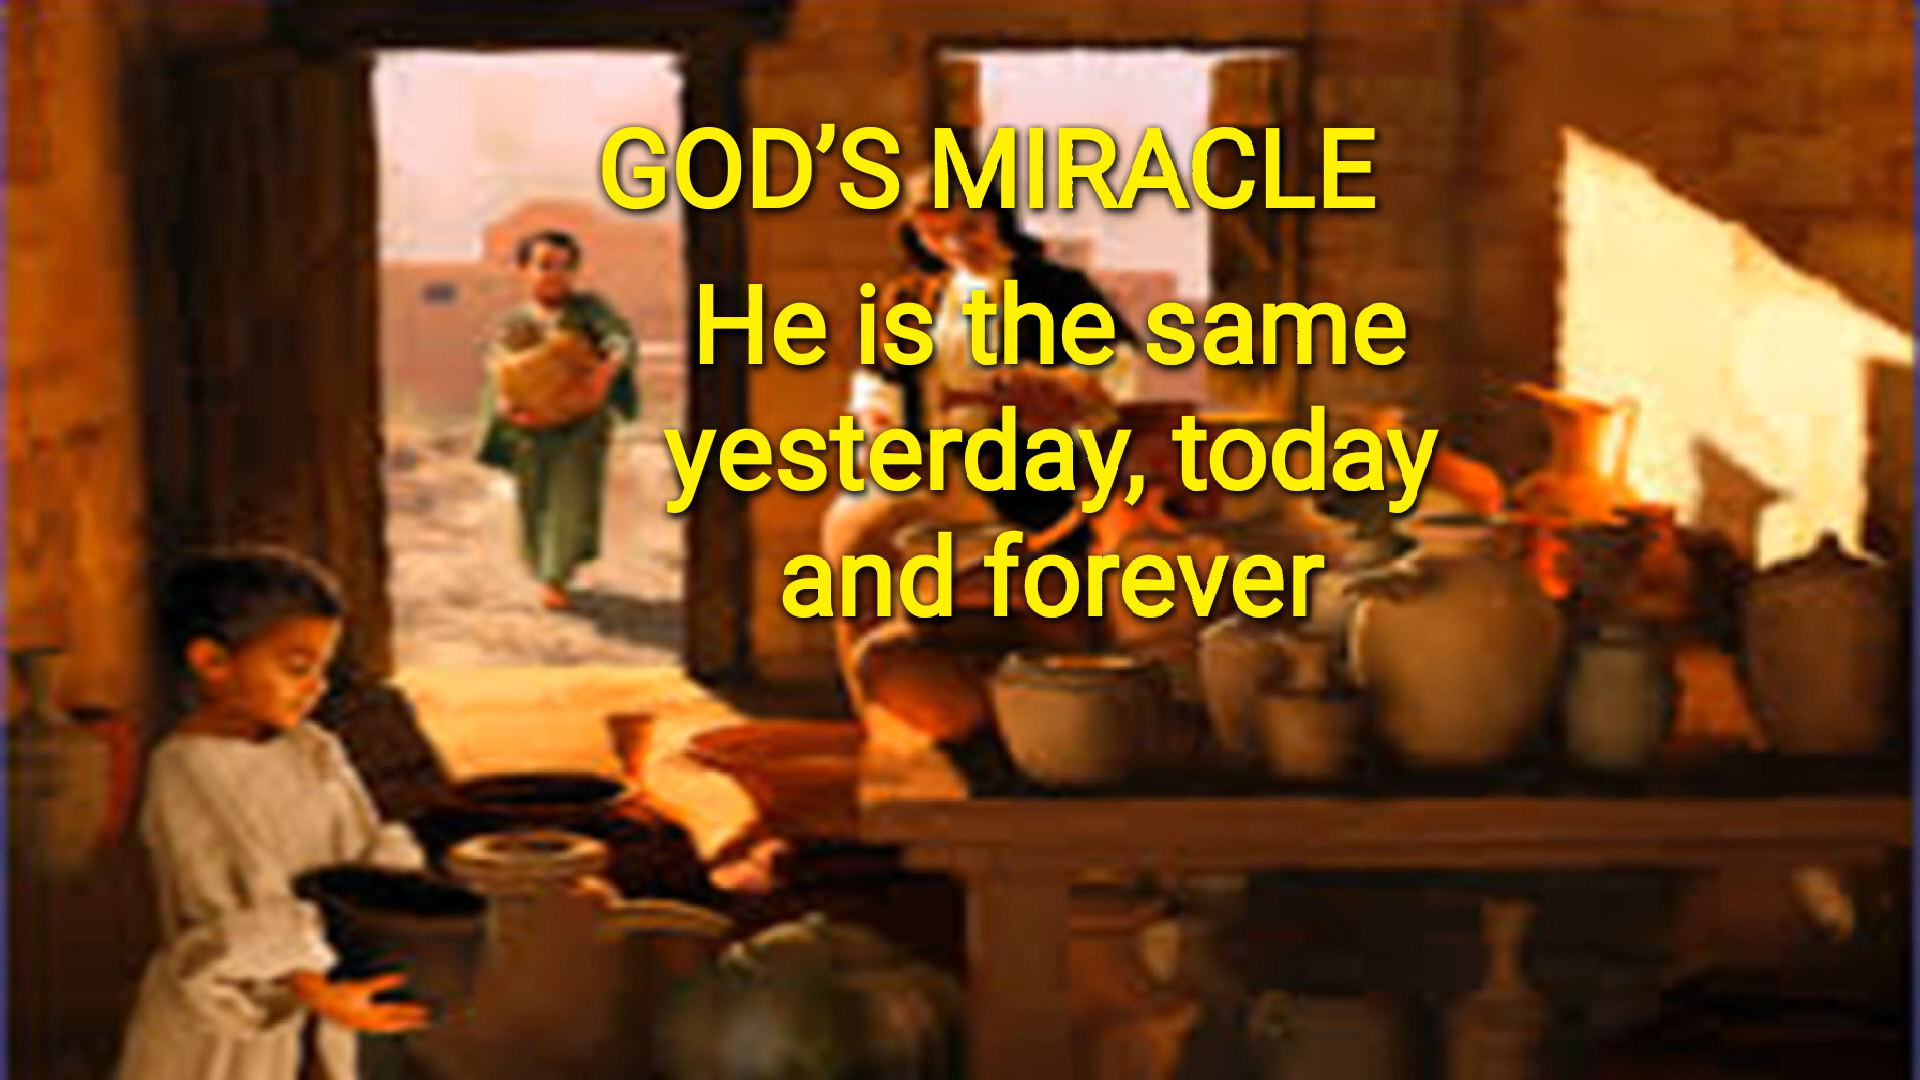 GOD’S MIRACLE
He is the same
yesterday, today
and forever